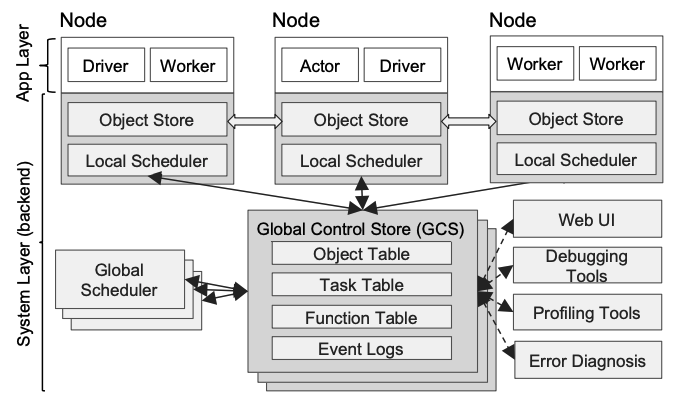 Node
Node
Node
App Layer
Driver
Worker
Actor
Driver
Worker
Worker
Object Store
Object Store
Object Store
Local Scheduler
Local Scheduler
Local Scheduler
System Layer (backend)
Global Control Store (GCS)
Object Table
Task Table
Function Table
Event Logs
Global
Scheduler
Web UI
Debugging
Tools
Profiling Tools
Error Diagnosis